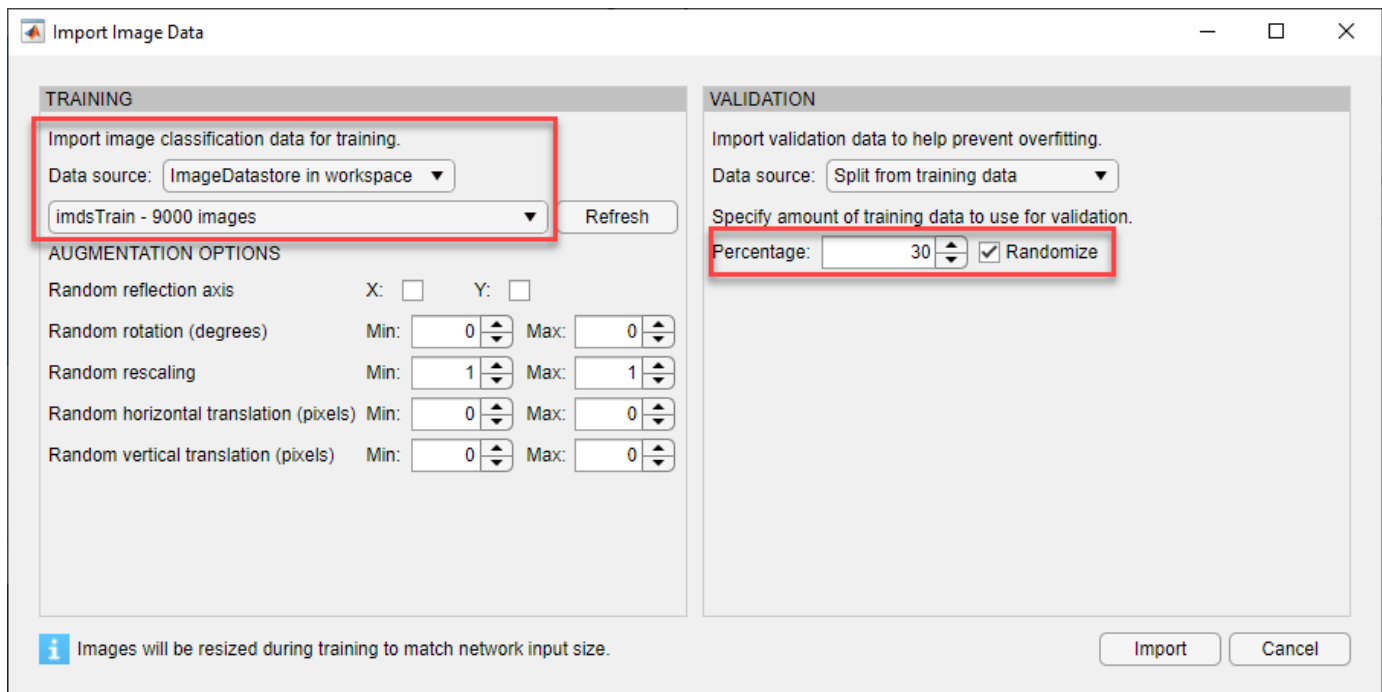 Import Image Data
TRAINING
Import image classification data for training.
Data source: ImageDatastore in workspace
imdsTrain - 9000 images Refresh
AUGMENTATION OPTIONS
Random reflection axis X: Y:
Random rotation (degrees) Min: 0 Max: 0
Random rescaling Min: 1 Max: 1
Random horizontal translation (pixels) Min: 0 Max: 0
Random vertical translation (pixels) Min: 0 Max: 0
VALIDATION
Import validation data to help prevent overfitting.
Data source: Split from training data
Specify amount of training data to use for validation.
Percentage: 30 Randomize
Images will be resized during training to match network input size.
Import Cancel